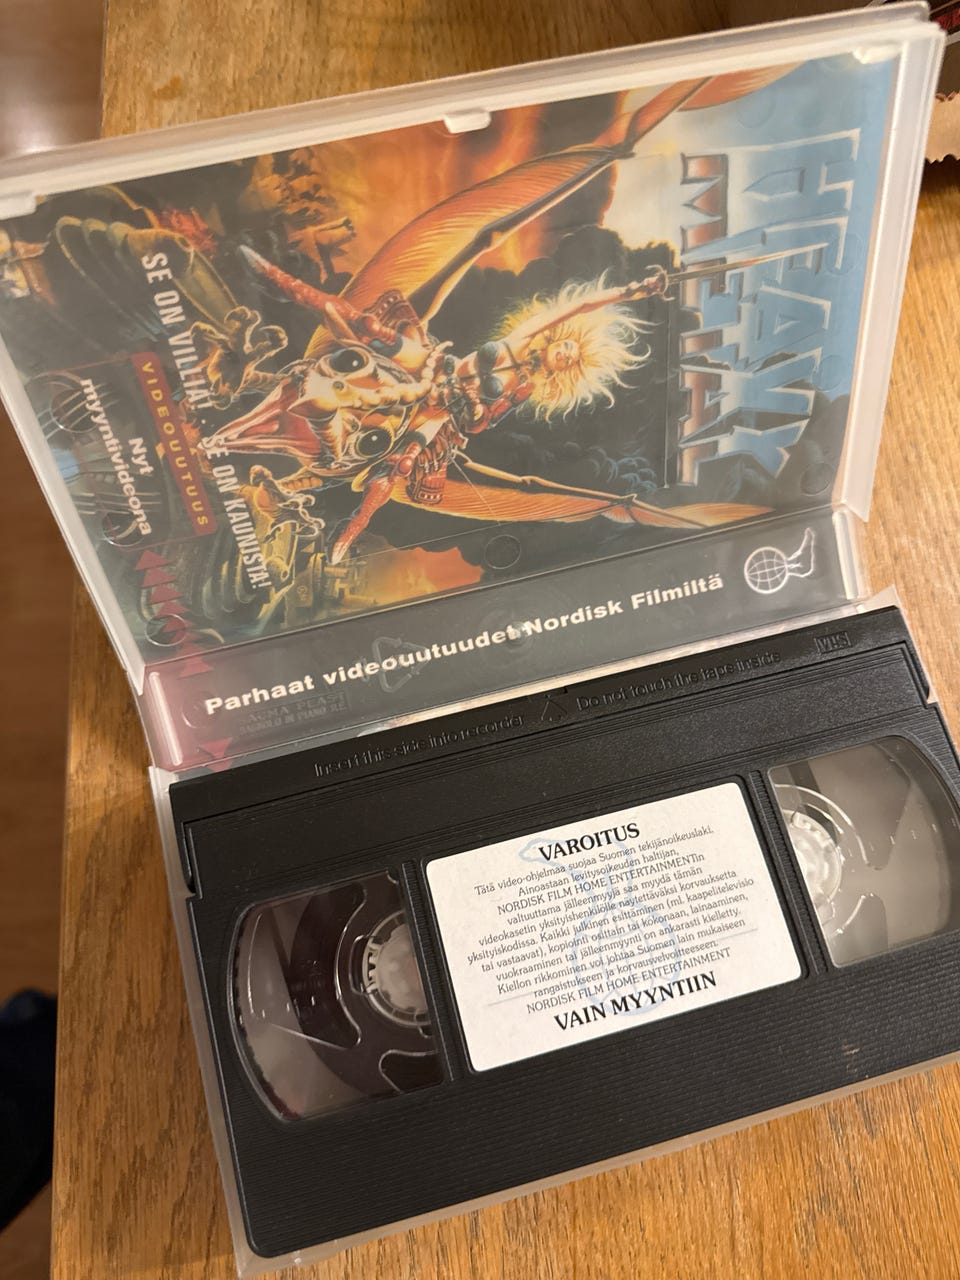 HEAVY
METAL
SE ON VILLIÄ! SE ON KAUNISTA!
VIDEOUUTUUS
Nyt
myyntivideona
Parhaat videouutuudet Nordisk Filmiltä
Insert this side into recorder
Do not touch the tape inside
VHS
VAROITUS
Tätä video-ohjelmaa suojaa Suomen tekijänoikeuslaki.
Ainoastaan levitysoikeuden haltijan,
NORDISK FILM HOME ENTERTAINMENTin
valtuuttama jälleenmyyjä saa myydä tämän
videokasetin yksityishenkilölle näytettäväksi korvauksetta
yksityiskodissa. Kaikki julkinen esittäminen (ml. kaapelitelevisio
tai vastaavat), kopiointi osittain tai kokonaan, lainaaminen,
vuokraaminen tai jälleenmyynti on ankarasti kielletty.
Kiellon rikkominen voi johtaa Suomen lain mukaiseen
rangaistukseen ja korvausvelvoitteeseen.
NORDISK FILM HOME ENTERTAINMENT
VAIN MYYNTIIN